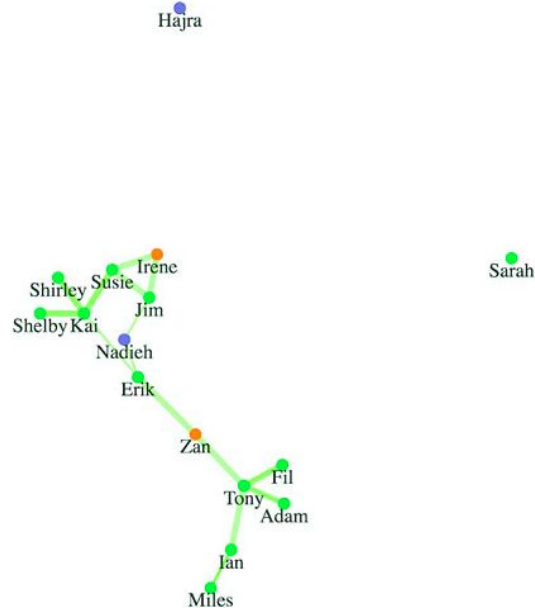 Hajra
Irene
Sarah
Susie
Shirley
Jim
Shelby
Kai
Nadieh
Erik
Zan
Fil
Tony
Adam
Ian
Miles